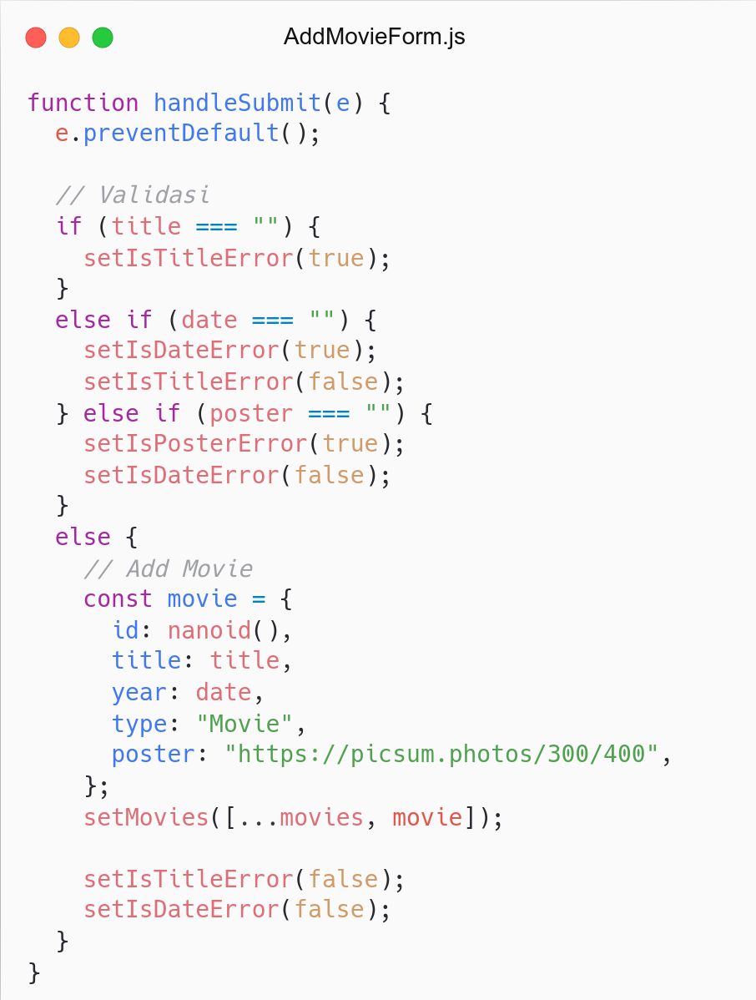 AddMovieForm.js
function handleSubmit(e) {
  e.preventDefault();

  // Validasi
  if (title === "") {
    setIsTitleError(true);
  }
  else if (date === "") {
    setIsDateError(true);
    setIsTitleError(false);
  } else if (poster === "") {
    setIsPosterError(true);
    setIsDateError(false);
  }
  else {
    // Add Movie
    const movie = {
      id: nanoid(),
      title: title,
      year: date,
      type: "Movie",
      poster: "https://picsum.photos/300/400",
    };
    setMovies([...movies, movie]);

    setIsTitleError(false);
    setIsDateError(false);
  }
}